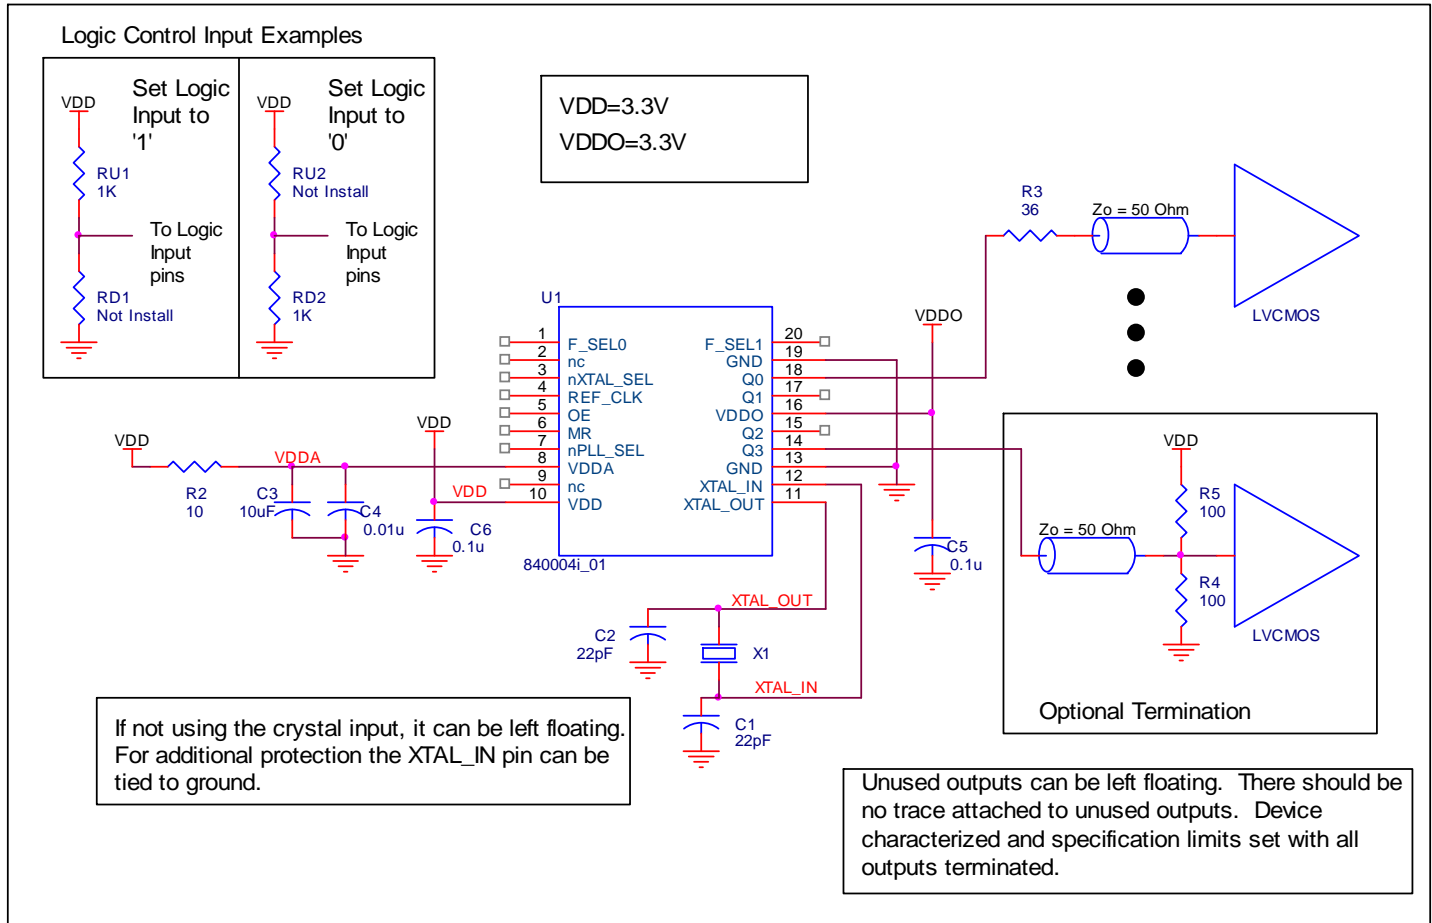 Logic Control Input Examples
Set Logic
Input to
'1'
VDD
RU1
1K
To Logic
Input
pins
RD1
Not Install
Set Logic
Input to
'0'
VDD
RU2
Not Install
To Logic
Input
pins
RD2
1K
VDD=3.3V
VDDO=3.3V
R3
36
Zo = 50 Ohm
LVCMOS
U1
1
F_SEL0
2
nc
3
nXTAL_SEL
4
REF_CLK
5
OE
6
MR
7
nPLL_SEL
8
VDDA
9
nc
10
VDD
20
F_SEL1
19
GND
18
Q0
17
Q1
16
VDDO
15
Q2
14
Q3
13
GND
12
XTAL_IN
11
XTAL_OUT
840004i_01
VDD
R2
10
VDDA
C3
10uF
C4
0.01u
VDD
VDD
C6
0.1u
VDDO
C5
0.1u
XTAL_OUT
C2
22pF
X1
XTAL_IN
C1
22pF
VDD
R5
100
Zo = 50 Ohm
R4
100
LVCMOS
Optional Termination
If not using the crystal input, it can be left floating.
For additional protection the XTAL_IN pin can be
tied to ground.
Unused outputs can be left floating. There should be
no trace attached to unused outputs. Device
characterized and specification limits set with all
outputs terminated.